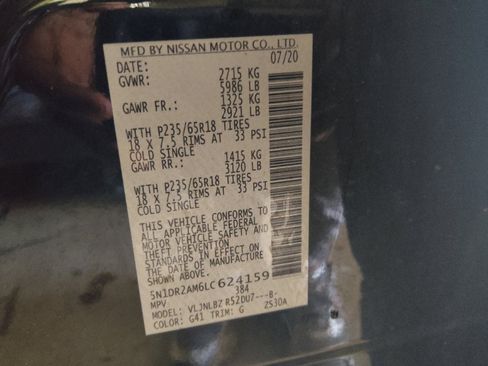 MFD BY NISSAN MOTOR CO., LTD.
DATE: 07/20
GVWR: 2715 KG
5986 LB
GAWR FR.: 1325 KG
2921 LB
WITH P235/65R18 TIRES
18 X 7.5 RIMS AT 33 PSI
COLD SINGLE
GAWR RR.: 1415 KG
3120 LB
WITH P235/65R18 TIRES
18 X 7.5 RIMS AT 33 PSI
COLD SINGLE
THIS VEHICLE CONFORMS TO
ALL APPLICABLE FEDERAL
MOTOR VEHICLE SAFETY AND
THEFT PREVENTION
STANDARDS IN EFFECT ON
THE DATE OF MANUFACTURE
SHOWN ABOVE.
5N1DR2AM6LC624159
MPV 384
MODEL: VLJNLBZ R52DU7---B-
COLOR: G41 TRIM: G ZS30A